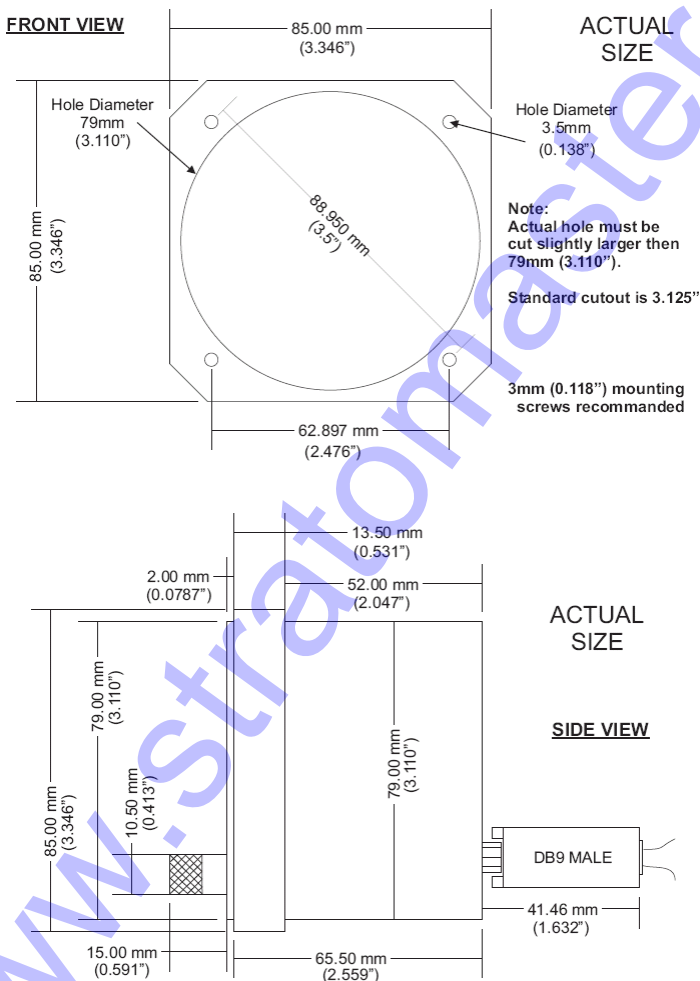 FRONT VIEW
85.00 mm
(3.346”)
ACTUAL
SIZE
Hole Diameter
79mm
(3.110”)
Hole Diameter
3.5mm
(0.138”)
88.950 mm
(3.5”)
85.00 mm
(3.346”)
Note:
Actual hole must be
cut slightly larger then
79mm (3.110”).
Standard cutout is 3.125”
3mm (0.118”) mounting
screws recommanded
62.897 mm
(2.476”)
13.50 mm
(0.531”)
2.00 mm
(0.0787”)
52.00 mm
(2.047”)
ACTUAL
SIZE
79.00 mm
(3.110”)
79.00 mm
(3.110”)
SIDE VIEW
10.50 mm
(0.413”)
85.00 mm
(3.346”)
DB9 MALE
41.46 mm
(1.632”)
15.00 mm
(0.591”)
65.50 mm
(2.559”)
www.stratomaster